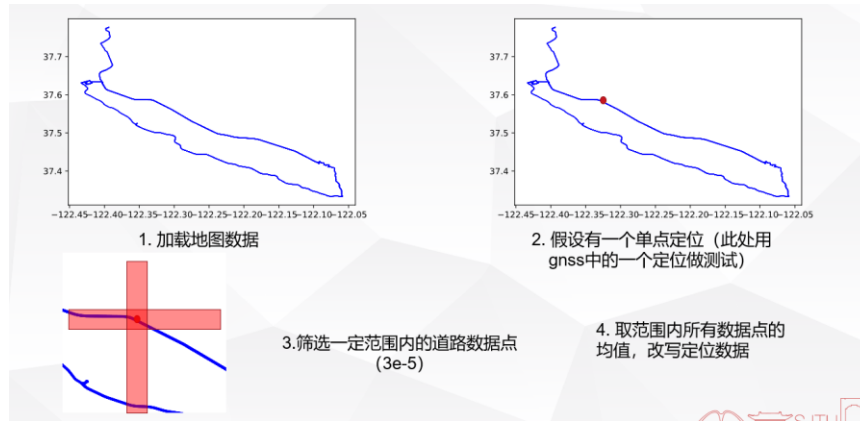 37.7
37.6
37.5
37.4
−122.45−122.40−122.35−122.30−122.25−122.20−122.15−122.10−122.05
37.7
37.6
37.5
37.4
−122.45−122.40−122.35−122.30−122.25−122.20−122.15−122.10−122.05
1. 加载地图数据
2. 假设有一个单点定位（此处用
gnss中的一个定位做测试）
3.筛选一定范围内的道路数据点
（3e-5）
4. 取范围内所有数据点的
均值，改写定位数据
SJTU